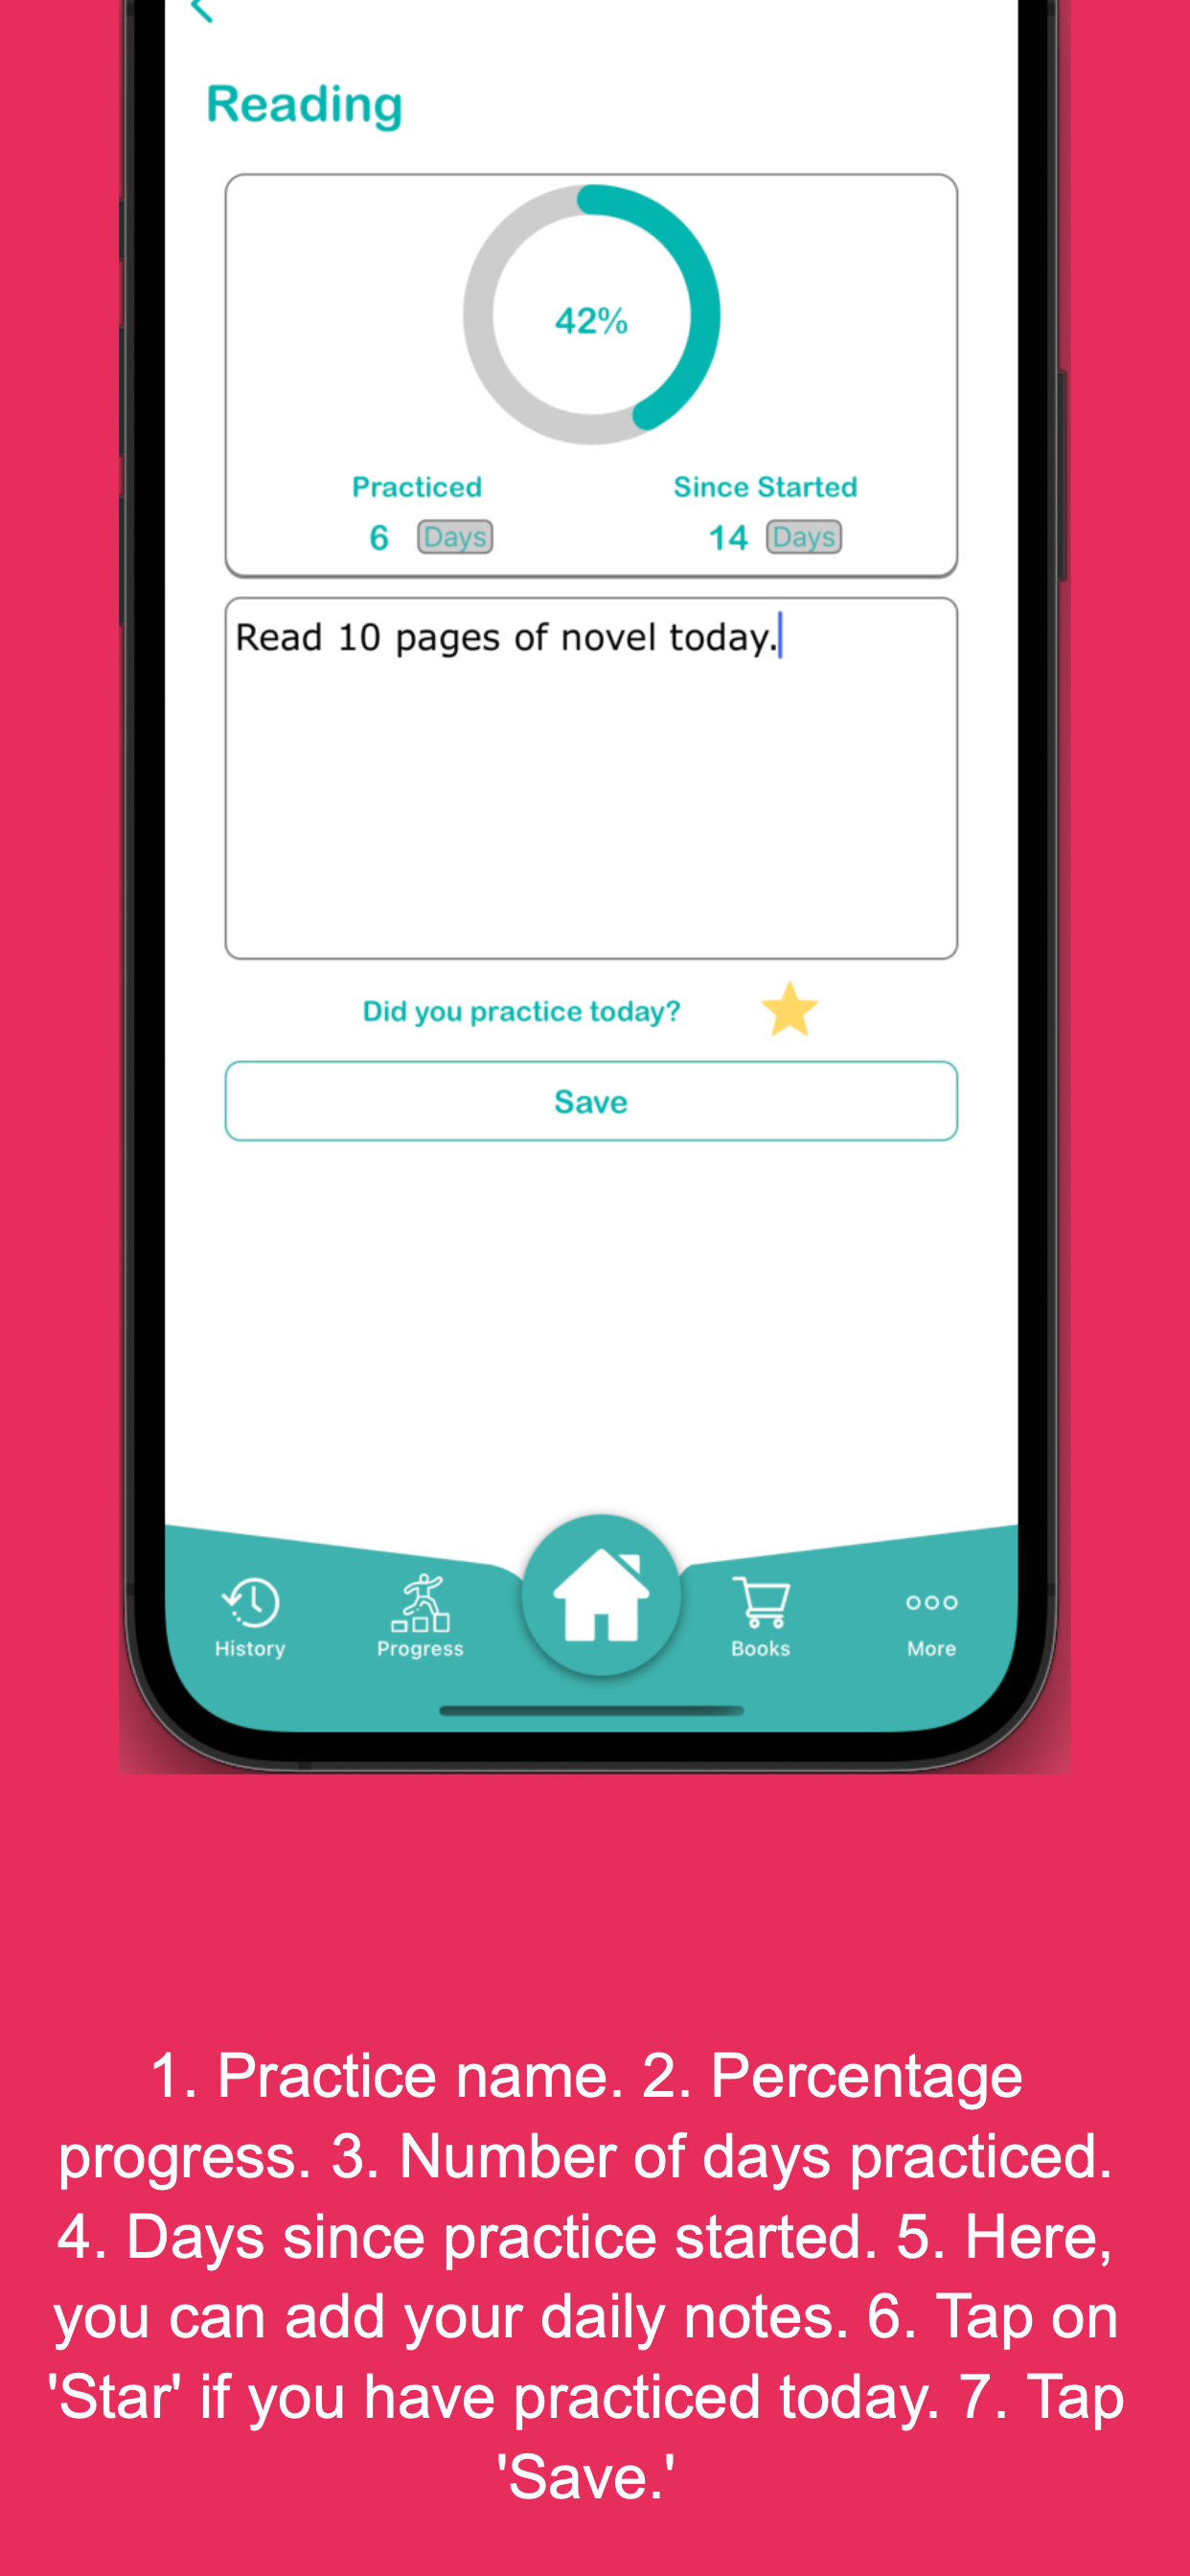 Reading
42%
Practiced
Since Started
6 Days
14 Days
Read 10 pages of novel today.
Did you practice today?
Save
History
Progress
Books
More
1. Practice name. 2. Percentage
progress. 3. Number of days practiced.
4. Days since practice started. 5. Here,
you can add your daily notes. 6. Tap on
'Star' if you have practiced today. 7. Tap
'Save.'